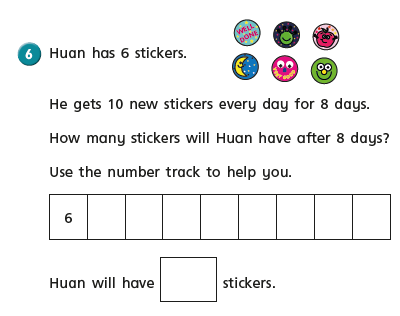 WELL DONE
6 Huan has 6 stickers.
He gets 10 new stickers every day for 8 days.
How many stickers will Huan have after 8 days?
Use the number track to help you.
6
Huan will have stickers.